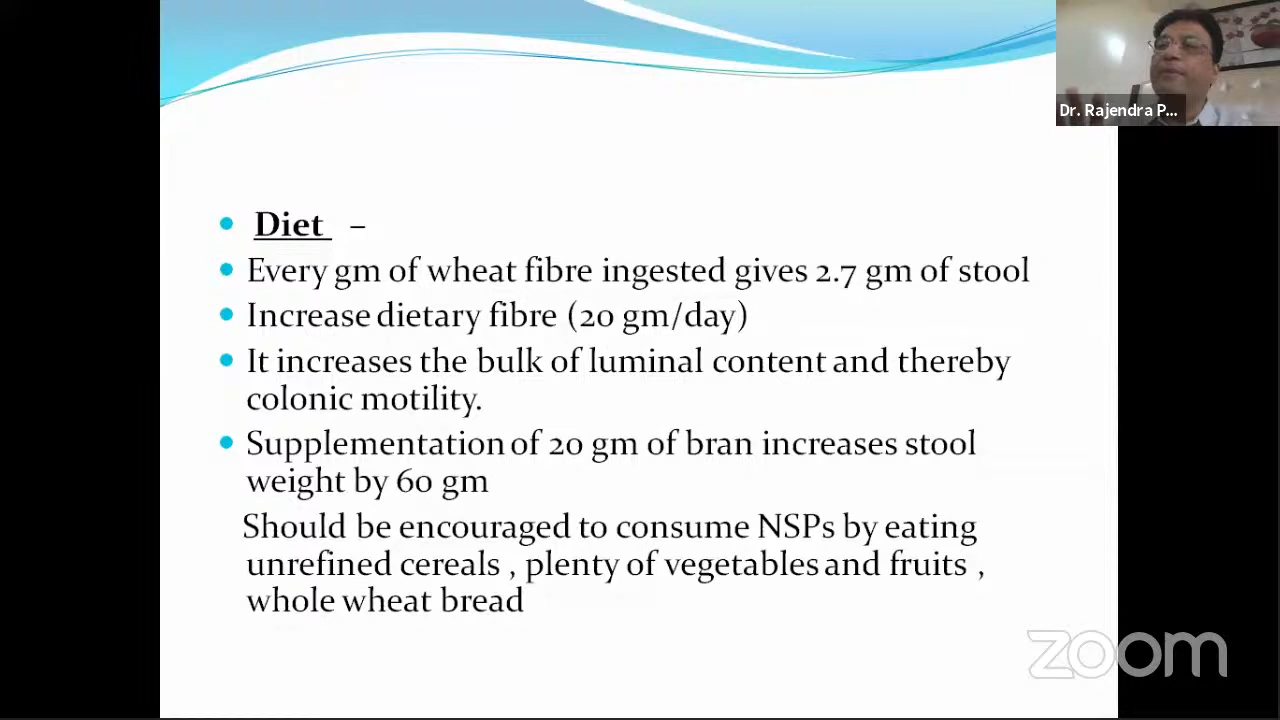 Dr. Rajendra P...
Diet –
Every gm of wheat fibre ingested gives 2.7 gm of stool
Increase dietary fibre (20 gm/day)
It increases the bulk of luminal content and thereby
colonic motility.
Supplementation of 20 gm of bran increases stool
weight by 60 gm
Should be encouraged to consume NSPs by eating
unrefined cereals , plenty of vegetables and fruits ,
whole wheat bread
zoom